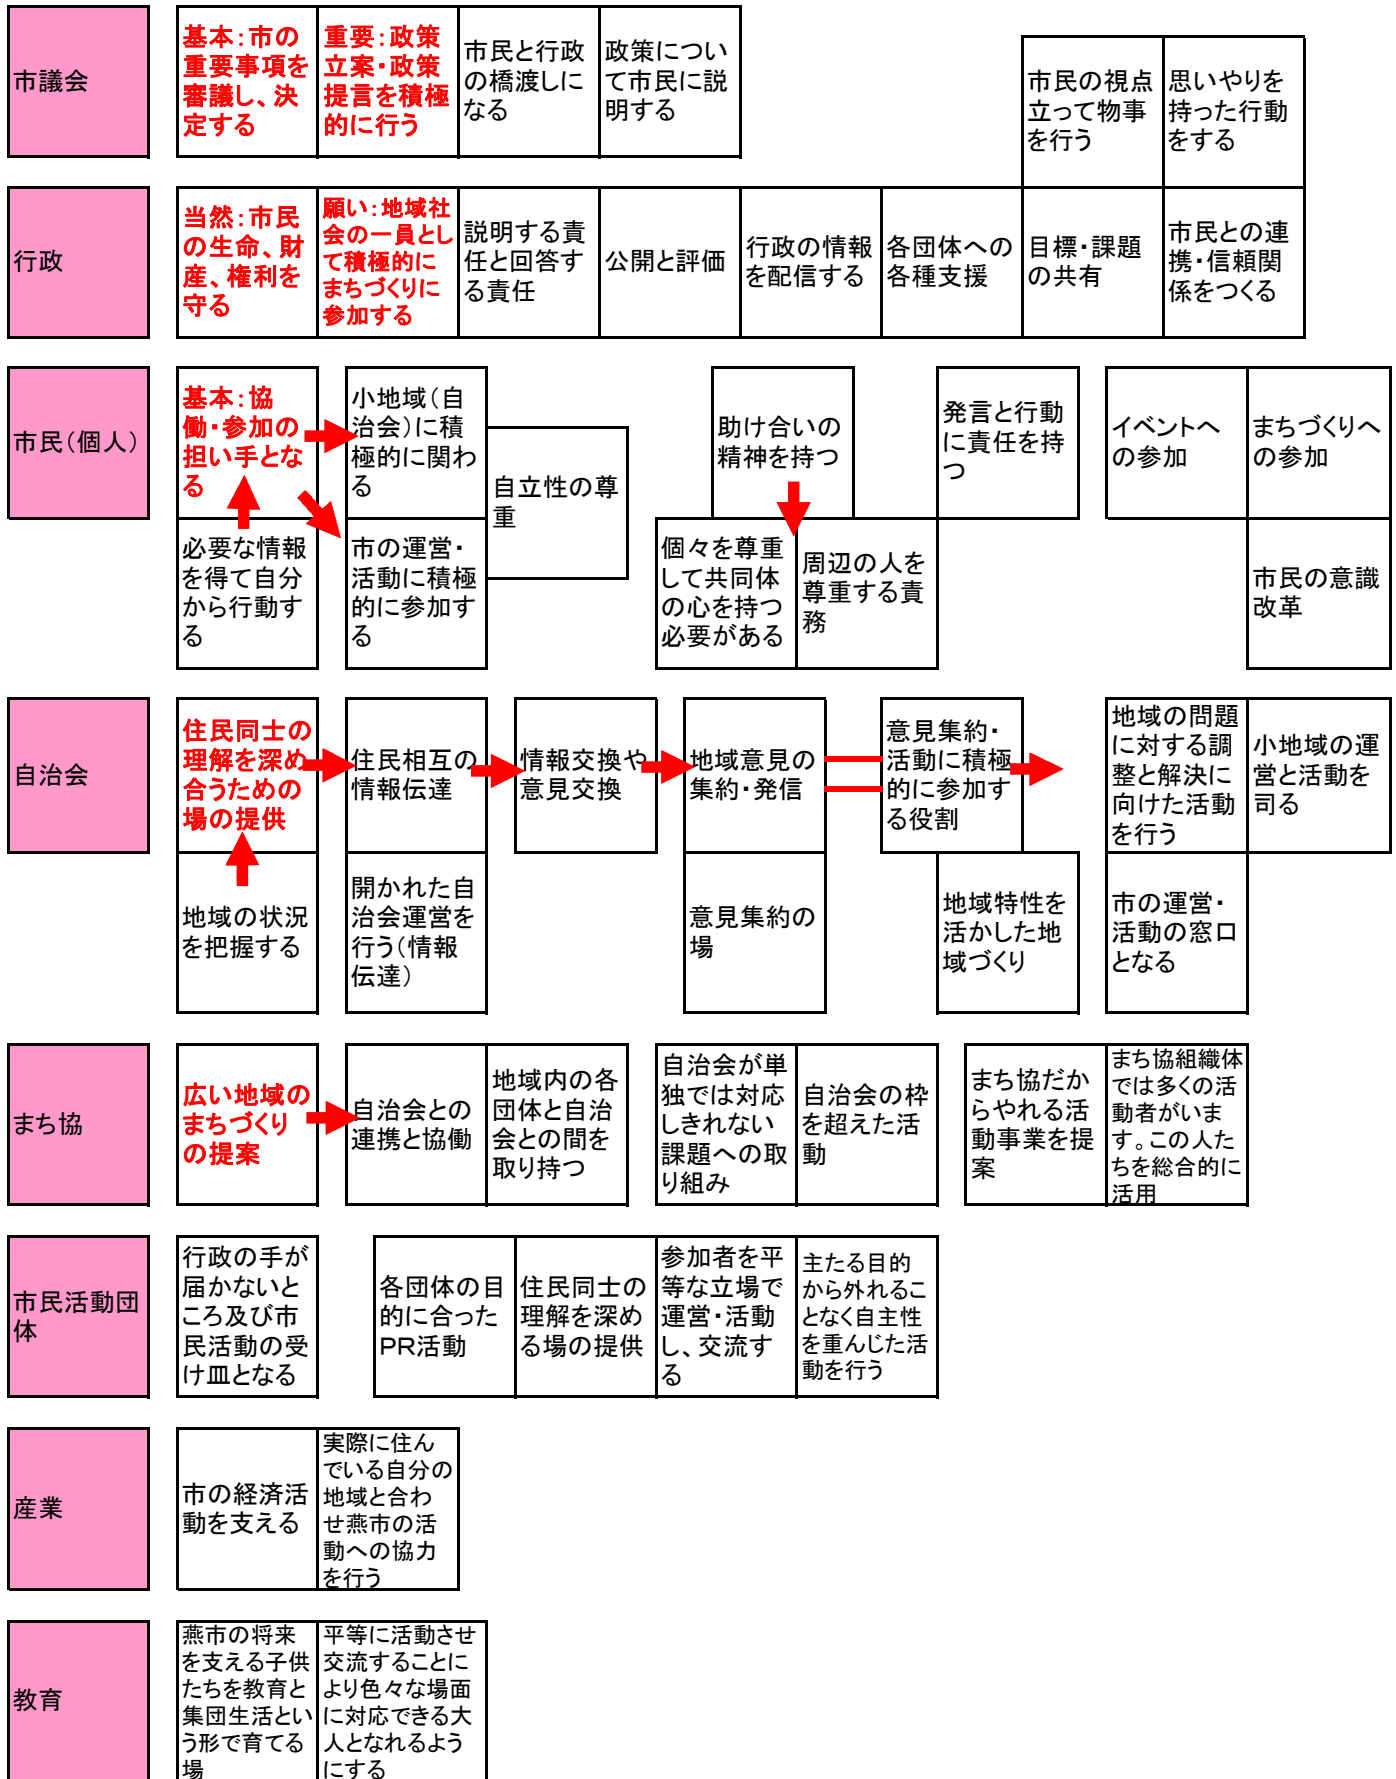 市議会
基本：市の
重要事項を
審議し、決
定する
重要：政策
立案・政策
提言を積極
的に行う
市民と行政
の橋渡しに
なる
政策につい
て市民に説
明する
市民の視点
立って物事
を行う
思いやりを
持った行動
をする
行政
当然：市民
の生命、財
産、権利を
守る
願い：地域社
会の一員とし
て積極的に
まちづくりに
参加する
説明する責
任と回答す
る責任
公開と評価
行政の情報
を配信する
各団体への
各種支援
目標・課題
の共有
市民との連
携・信頼関
係をつくる
市民（個人）
基本：協
働・参加の
担い手とな
る
小地域（自
治会）に積
極的に関わ
る
自立性の尊
重
助け合いの
精神を持つ
発言と行動
に責任を持
つ
イベントへ
の参加
まちづくりへ
の参加
必要な情報
を得て自分
から行動す
る
市の運営・
活動に積極
的に参加す
る
個々を尊重
して共同体
の心を持つ
必要がある
周辺の人を
尊重する責
務
市民の意識
改革
自治会
住民同士の
理解を深め
合うための
場の提供
住民相互の
情報伝達
情報交換や
意見交換
地域意見の
集約・発信
意見集約・
活動に積極
的に参加す
る役割
地域の問題
に対する調
整と解決に
向けた活動
を行う
小地域の運
営と活動を
司る
地域の状況
を把握する
開かれた自
治会運営を
行う（情報
伝達）
意見集約の
場
地域特性を
活かした地
域づくり
市の運営・
活動の窓口
となる
まち協
広い地域の
まちづくり
の提案
自治会との
連携と協働
地域内の各
団体と自治
会との間を
取り持つ
自治会が単
独では対応
しきれない
課題への取
り組み
自治会の枠
を超えた活
動
まち協だか
らやれる活
動事業を提
案
まち協組織体
では多くの活
動者がいま
す。この人た
ちを総合的に
活用
市民活動団
体
行政の手が
届かないと
ころ及び市
民活動の受
け皿となる
各団体の目
的に合った
PR活動
住民同士の
理解を深め
る場の提供
参加者を平
等な立場で
運営・活動
し、交流す
る
主たる目的
から外れるこ
となく自主性
を重んじた活
動を行う
産業
市の経済活
動を支える
実際に住ん
でいる自分の
地域と合わ
せ燕市の活
動への協力
を行う
教育
燕市の将来
を支える子供
たちを教育と
集団生活とい
う形で育てる
場
平等に活動させ
交流することに
より色々な場面
に対応できる大
人となれるよう
にする